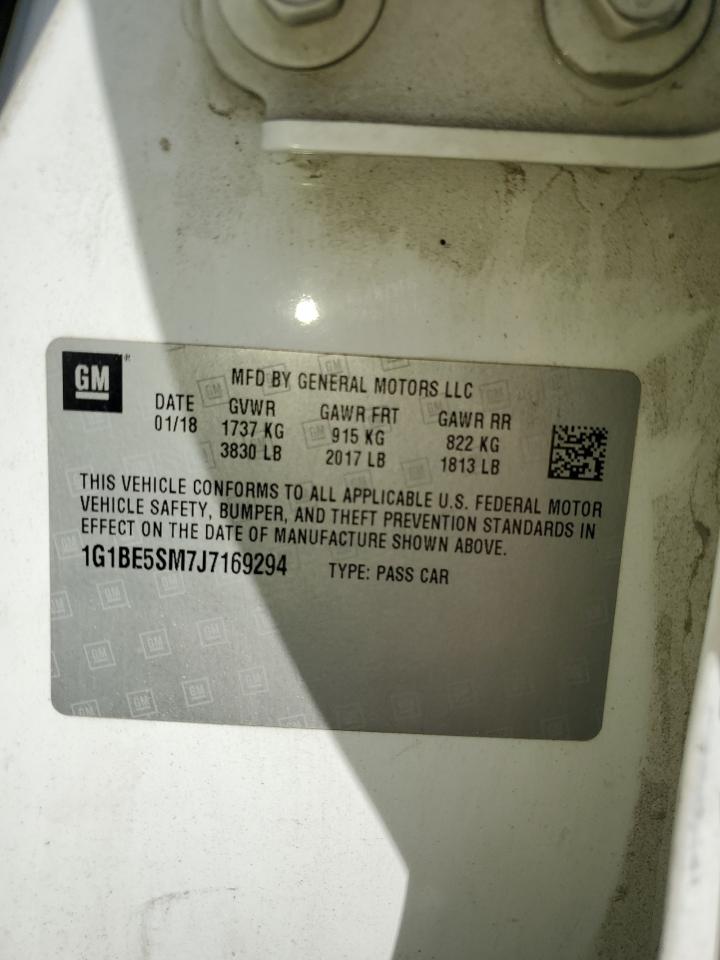 GM
MFD BY GENERAL MOTORS LLC
DATE GVWR GAWR FRT GAWR RR
01/18 1737 KG 915 KG 822 KG
3830 LB 2017 LB 1813 LB
THIS VEHICLE CONFORMS TO ALL APPLICABLE U.S. FEDERAL MOTOR
VEHICLE SAFETY, BUMPER, AND THEFT PREVENTION STANDARDS IN
EFFECT ON THE DATE OF MANUFACTURE SHOWN ABOVE.
1G1BE5SM7J7169294 TYPE: PASS CAR